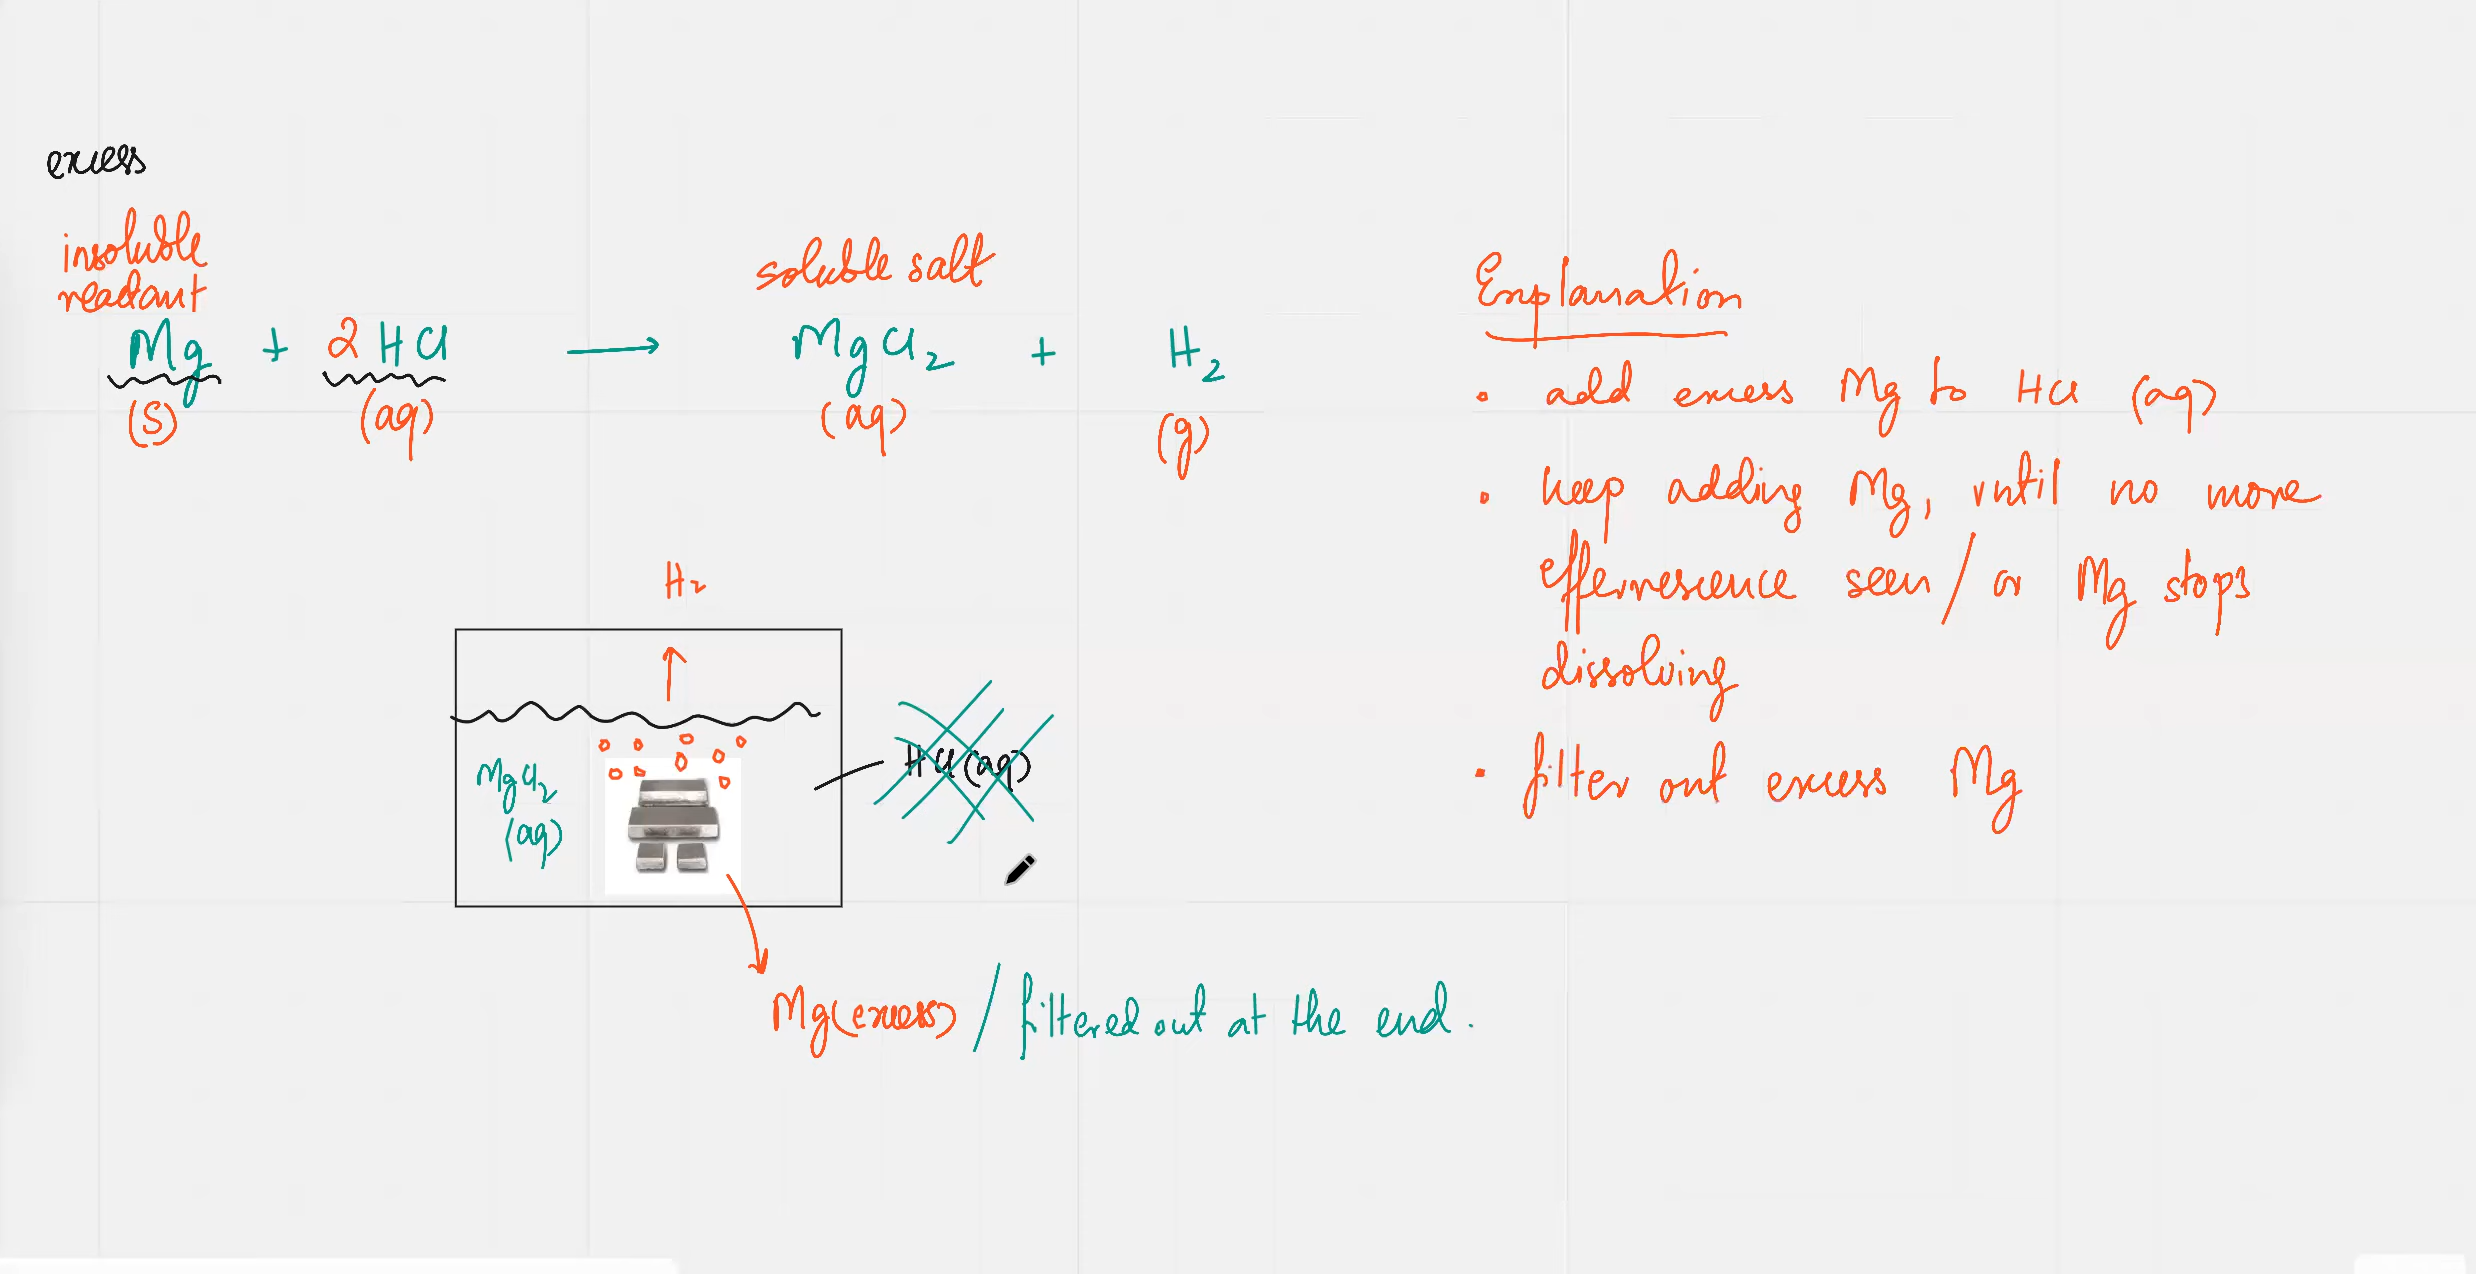 excess
insoluble
reactant
soluble salt
Mg + 2 HCl → MgCl₂ + H₂
(s) (aq) (aq) (g)
H₂
MgCl₂
(aq)
HCl (aq)
Mg (excess) / filtered out at the end.
Explanation
• add excess Mg to HCl (aq)
• keep adding Mg, until no more
effervescence seen / or Mg stops
dissolving
• filter out excess Mg